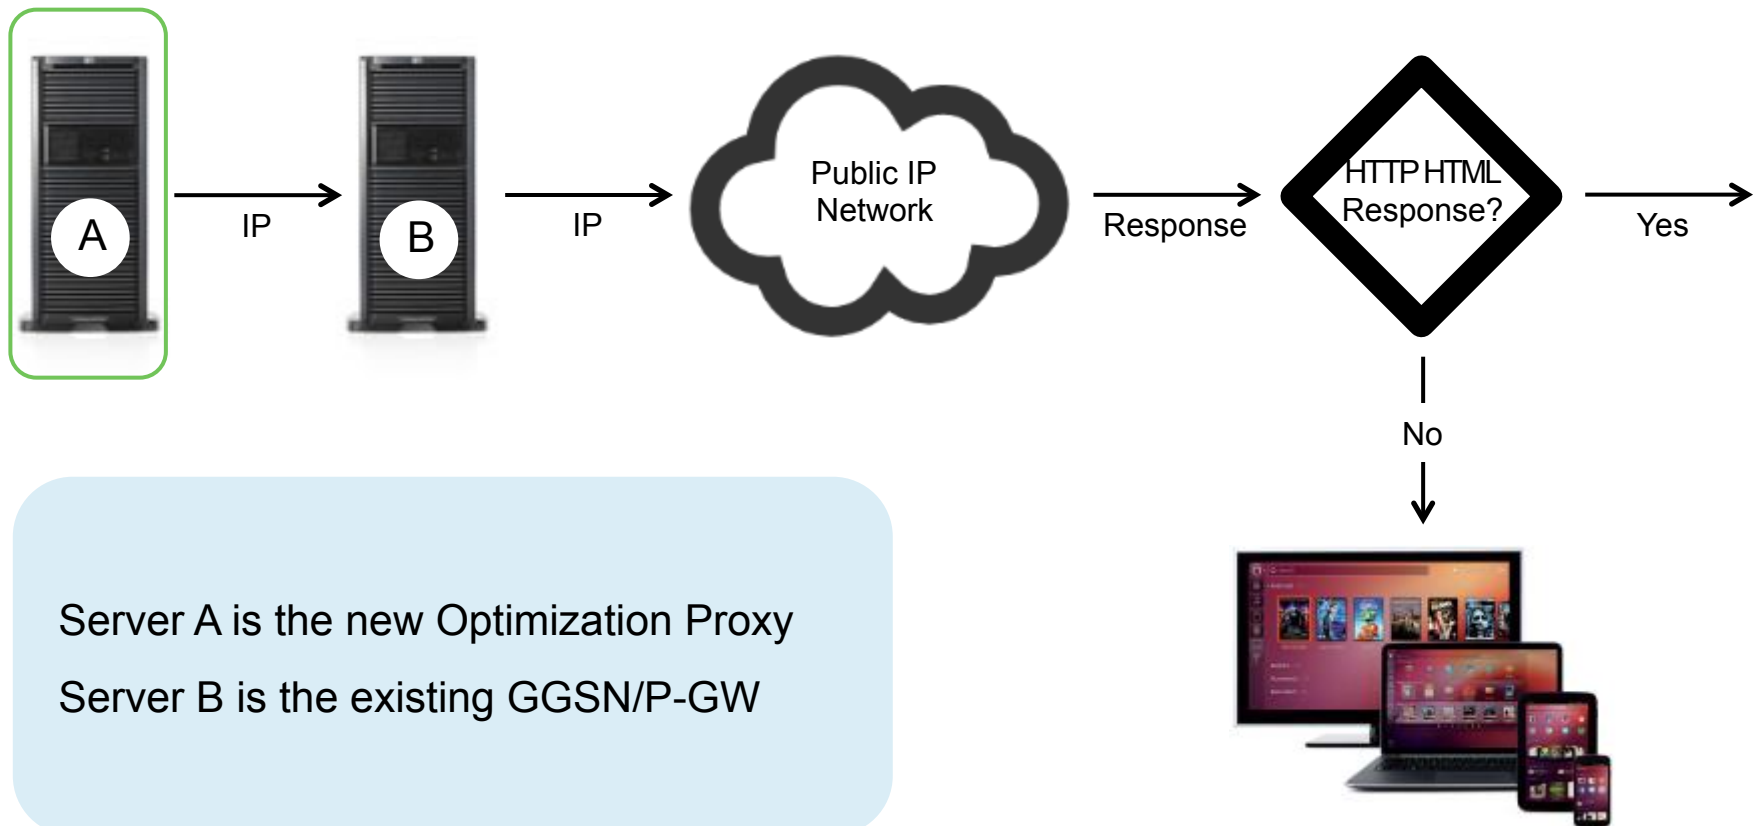 A
IP
B
IP
Public IP
Network
Response
HTTP HTML
Response?
Yes
No
Server A is the new Optimization Proxy
Server B is the existing GGSN/P-GW